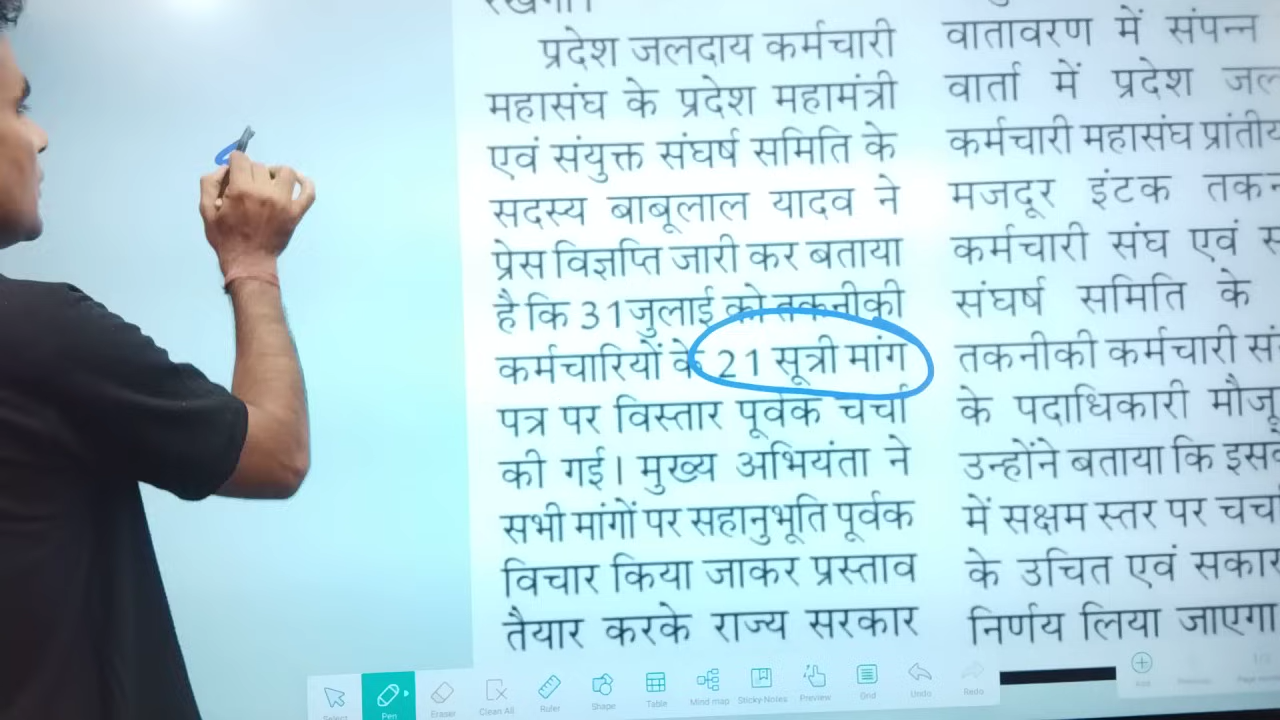 प्रदेश जलदाय कर्मचारी
महासंघ के प्रदेश महामंत्री
एवं संयुक्त संघर्ष समिति के
सदस्य बाबूलाल यादव ने
प्रेस विज्ञप्ति जारी कर बताया
है कि 31 जुलाई को तकनीकी
कर्मचारियों के 21 सूत्री मांग
पत्र पर विस्तार पूर्वक चर्चा
की गई। मुख्य अभियंता ने
सभी मांगों पर सहानुभूति पूर्वक
विचार किया जाकर प्रस्ताव
तैयार करके राज्य सरकार
वातावरण में संपन्न
वार्ता में प्रदेश
कर्मचारी महासंघ
मजदूर इंटक
कर्मचारी संघ एवं
संघर्ष समिति के
तकनीकी कर्मचारी
के पदाधिकारी
उन्होंने बताया कि
में सक्षम स्तर पर
के उचित एवं
निर्णय लिया जाएगा
Select Pen Eraser Clean All Ruler Shape Table Mind map Sticky-Notes Preview Grid Undo Redo Add